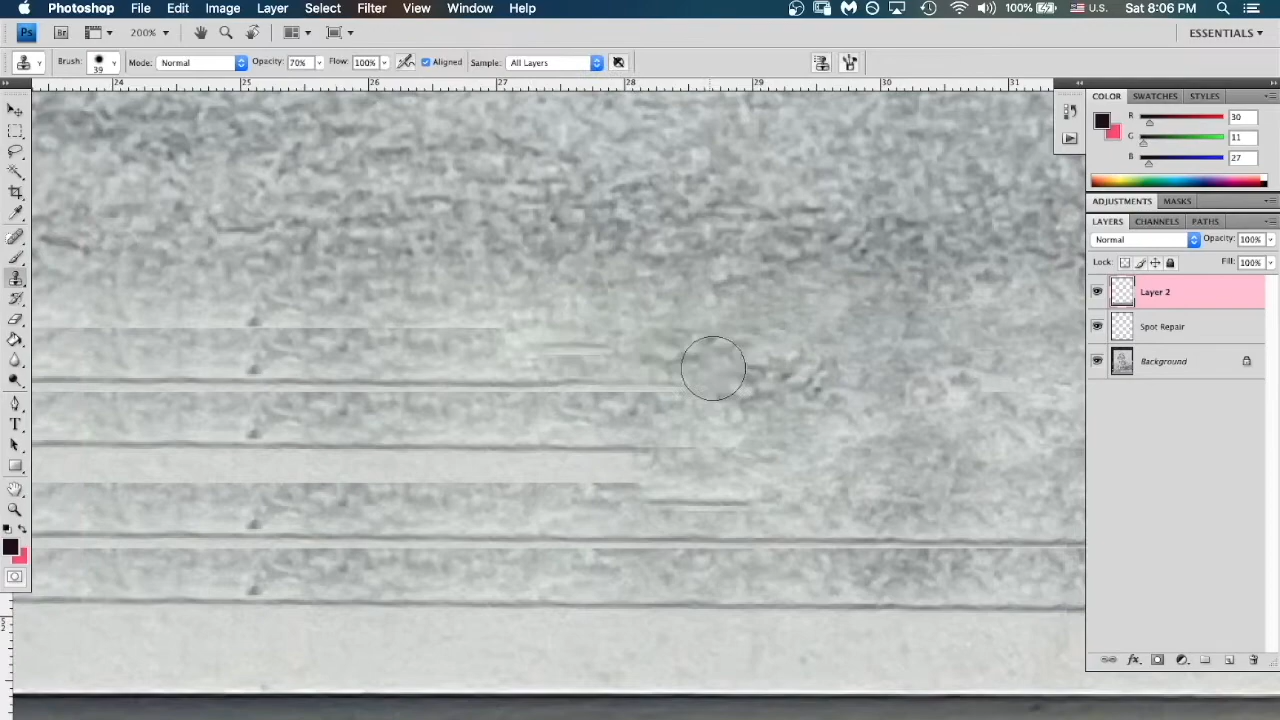 Photoshop File Edit Image Layer Select Filter View Window Help 100% U.S. Sat 8:06 PM
Ps Br 200% ESSENTIALS
Brush: 39 Mode: Normal Opacity: 70% Flow: 100% Aligned Sample: All Layers
24 25 26 27 28 29 30 31
COLOR SWATCHES STYLES
R 30
G 11
B 27
ADJUSTMENTS MASKS
LAYERS CHANNELS PATHS
Normal Opacity: 100%
Lock: Fill: 100%
Layer 2
Spot Repair
Background
T
fx